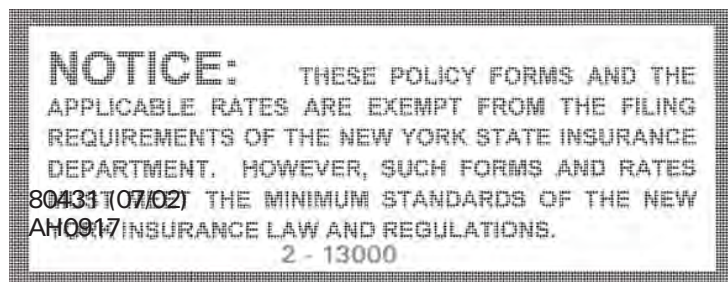 NOTICE: THESE POLICY FORMS AND THE
APPLICABLE RATES ARE EXEMPT FROM THE FILING
REQUIREMENTS OF THE NEW YORK STATE INSURANCE
DEPARTMENT. HOWEVER, SUCH FORMS AND RATES
80431 (07/02) THE MINIMUM STANDARDS OF THE NEW
AH0917 INSURANCE LAW AND REGULATIONS.
2 - 13000